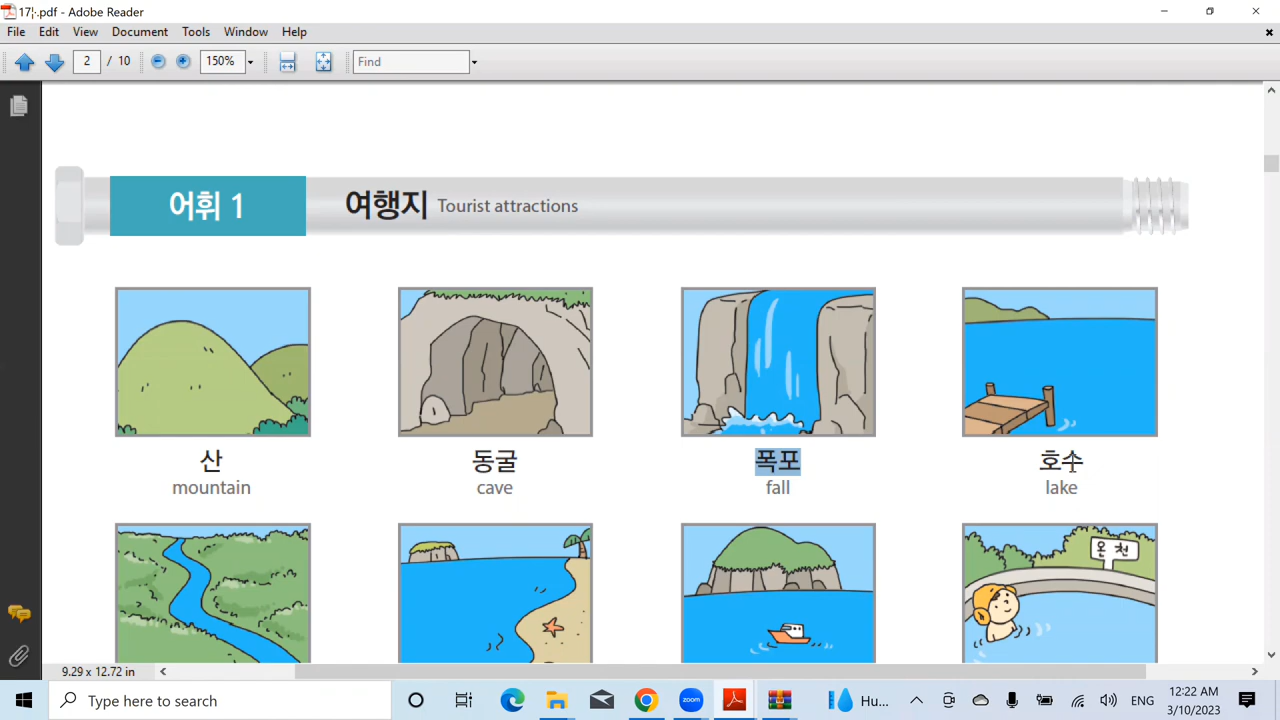 17¦-.pdf - Adobe Reader
File Edit View Document Tools Window Help
2 / 10 150% Find
어휘 1 여행지 Tourist attractions
산 동굴 폭포 호수
mountain cave fall lake
온천
9.29 x 12.72 in
Type here to search zoom Hu... ENG 12:22 AM 3/10/2023